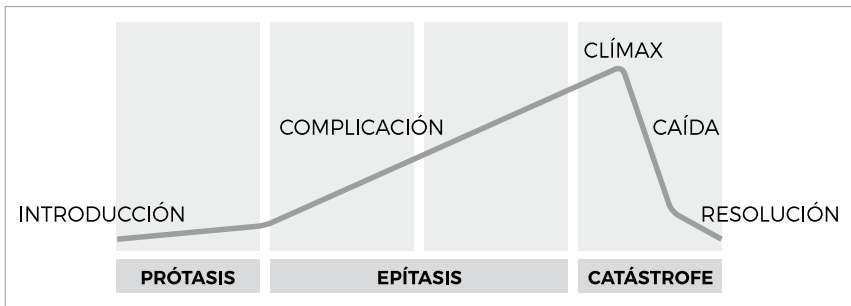 CLÍMAX
COMPLICACIÓN
CAÍDA
INTRODUCCIÓN
RESOLUCIÓN
PRÓTASIS
EPÍTASIS
CATÁSTROFE